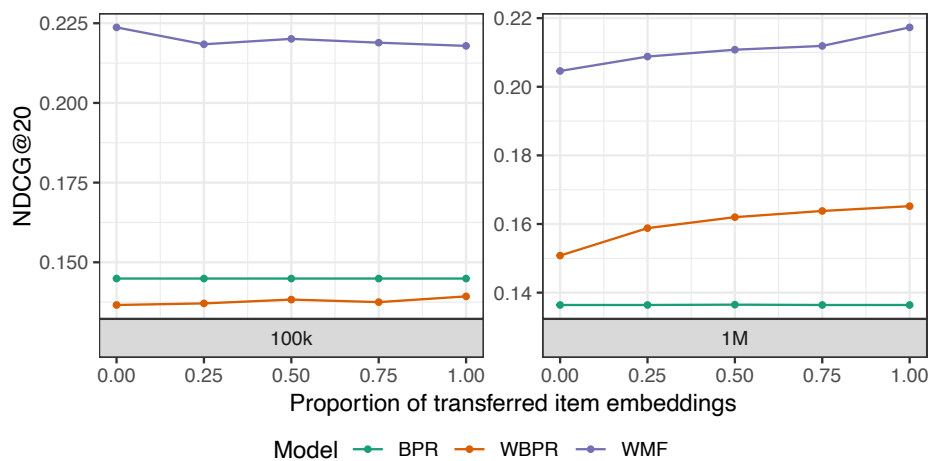 NDCG@20
0.225
0.200
0.175
0.150
0.22
0.20
0.18
0.16
0.14
100k
1M
0.00 0.25 0.50 0.75 1.00
0.00 0.25 0.50 0.75 1.00
Proportion of transferred item embeddings
Model BPR WBPR WMF